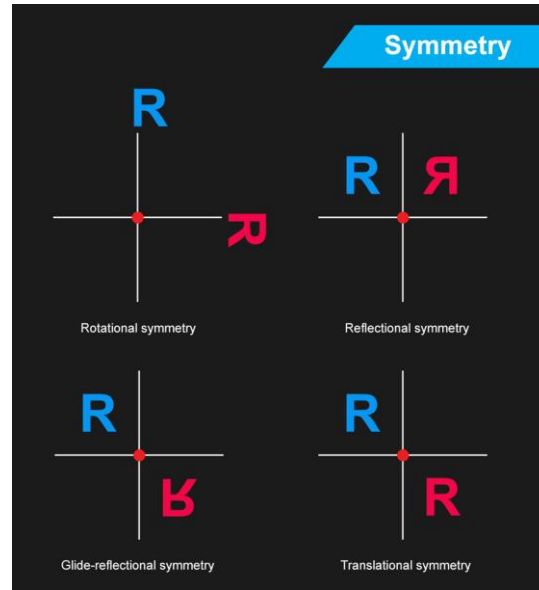 Symmetry
R
R
R R
Rotational symmetry
Reflectional symmetry
R
R
R
R
Glide-reflectional symmetry
Translational symmetry